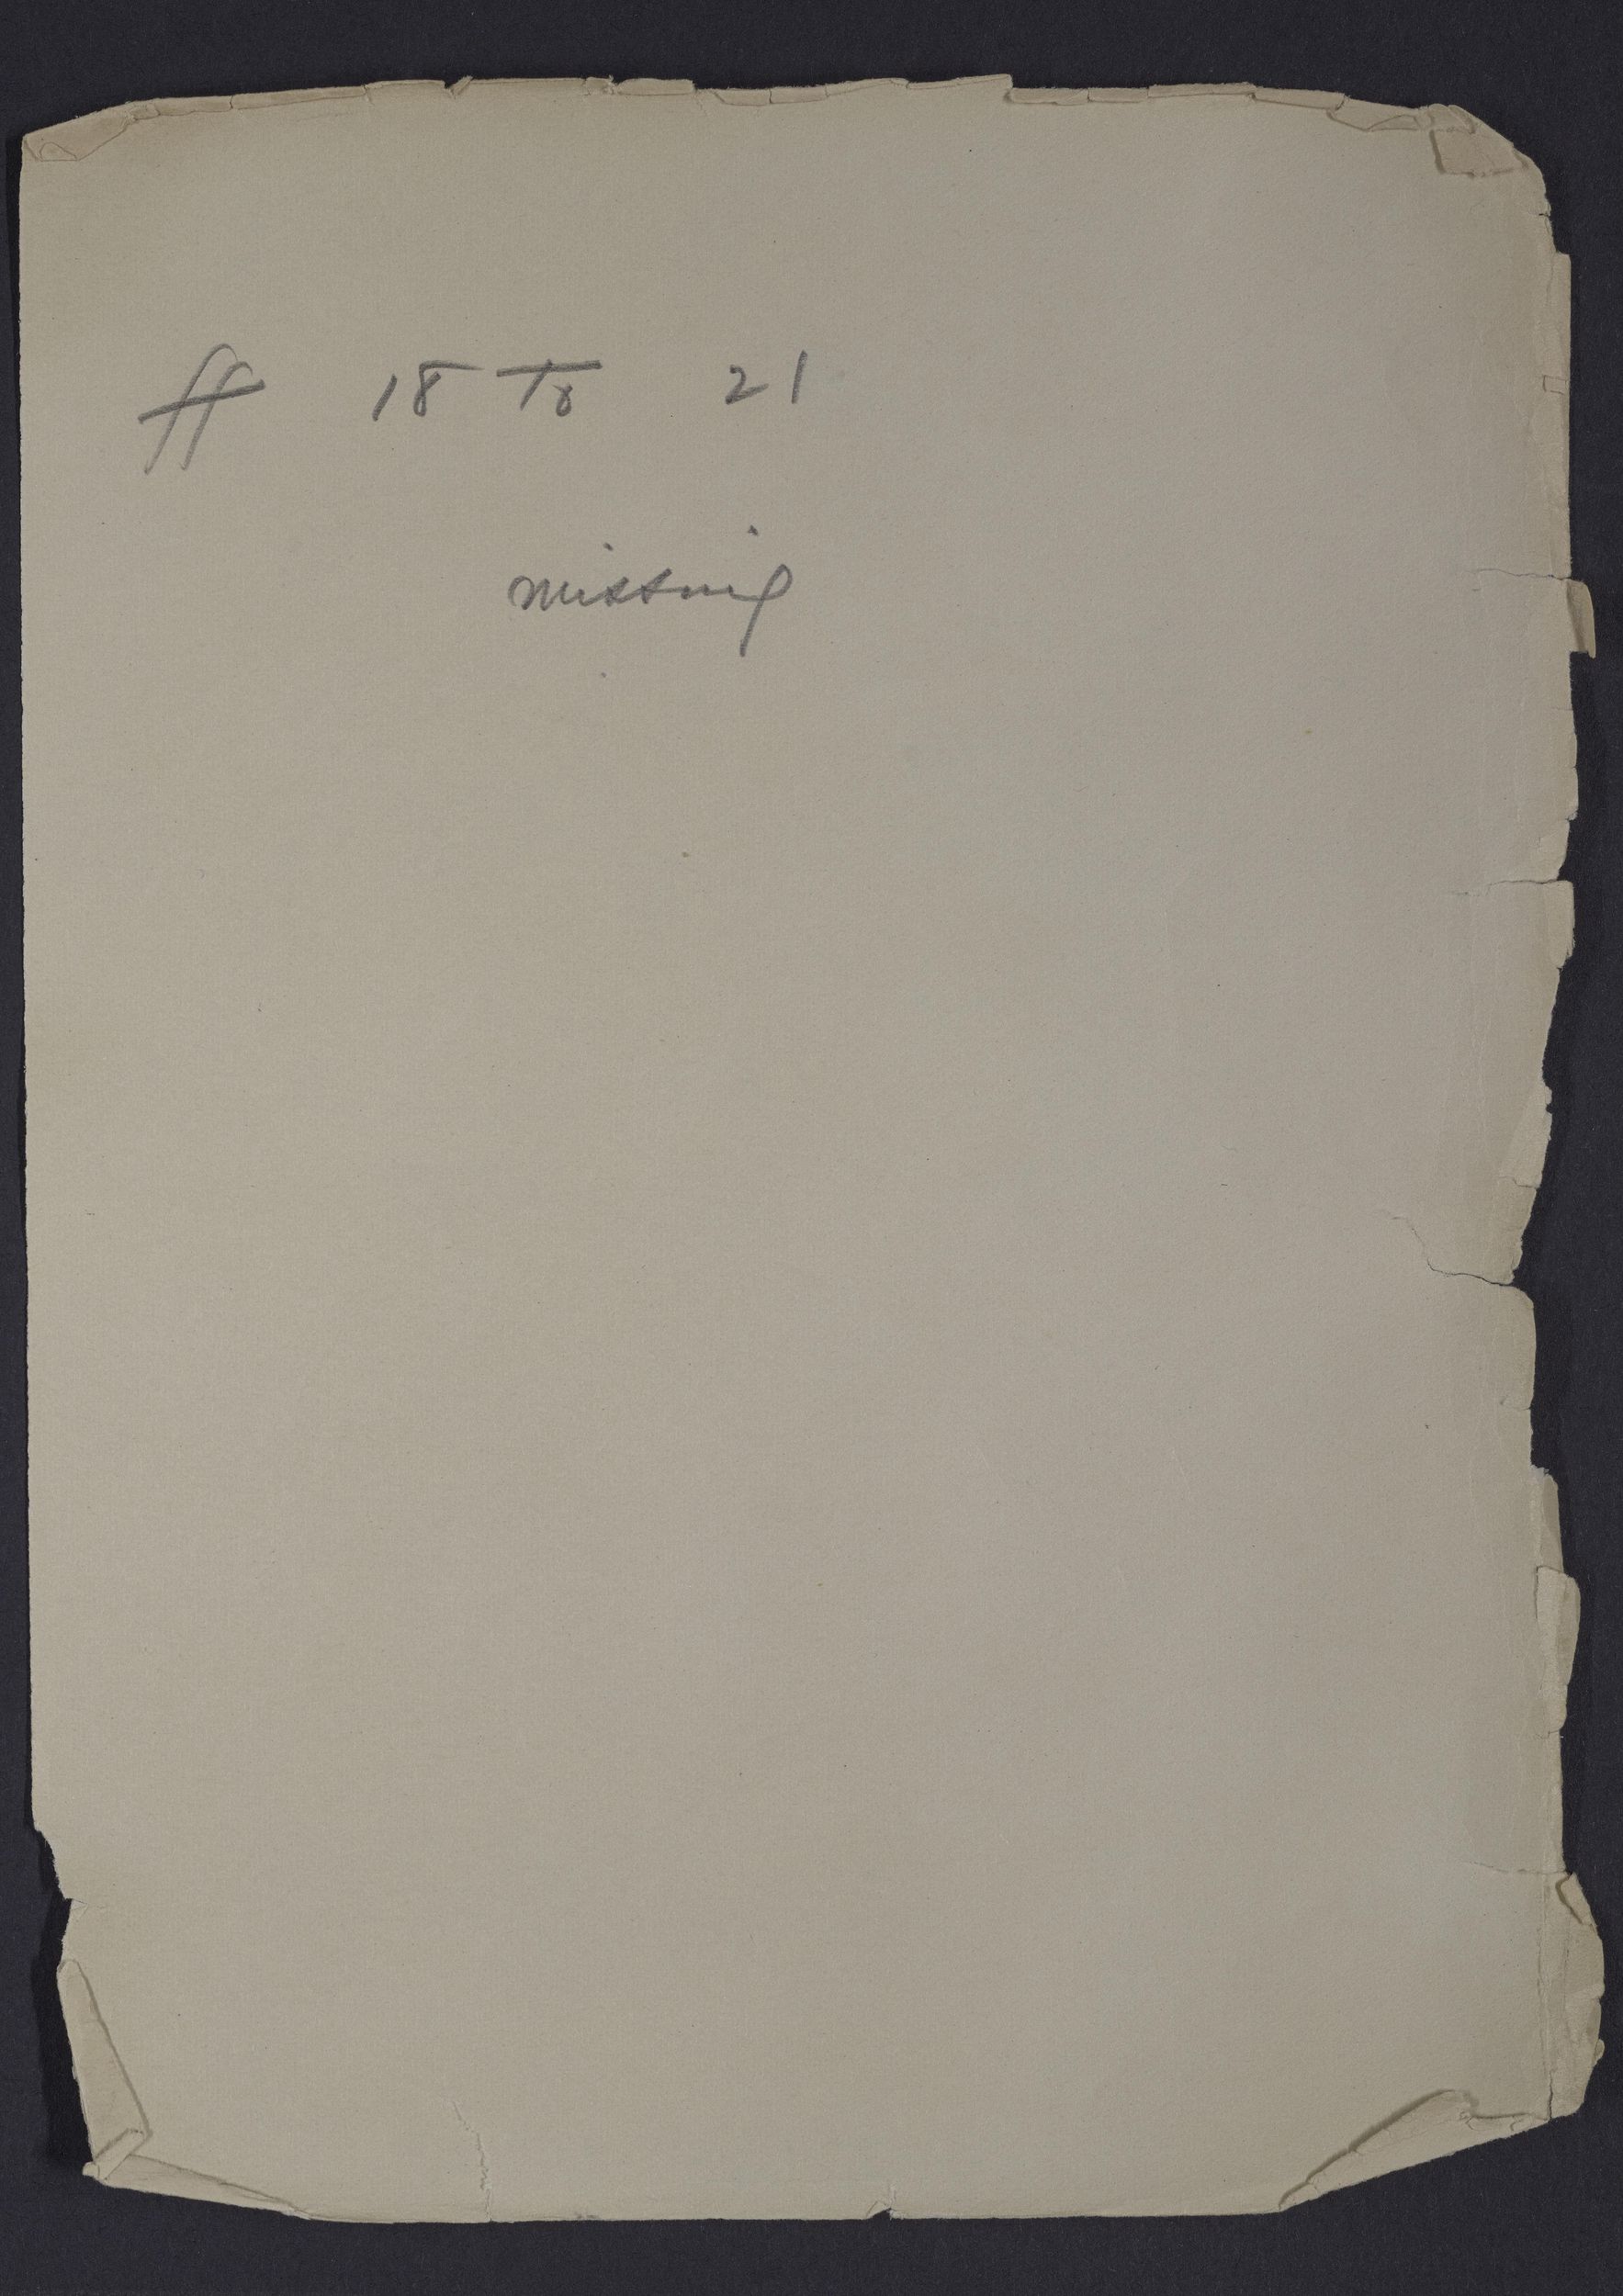 ff 18 to 21
missing